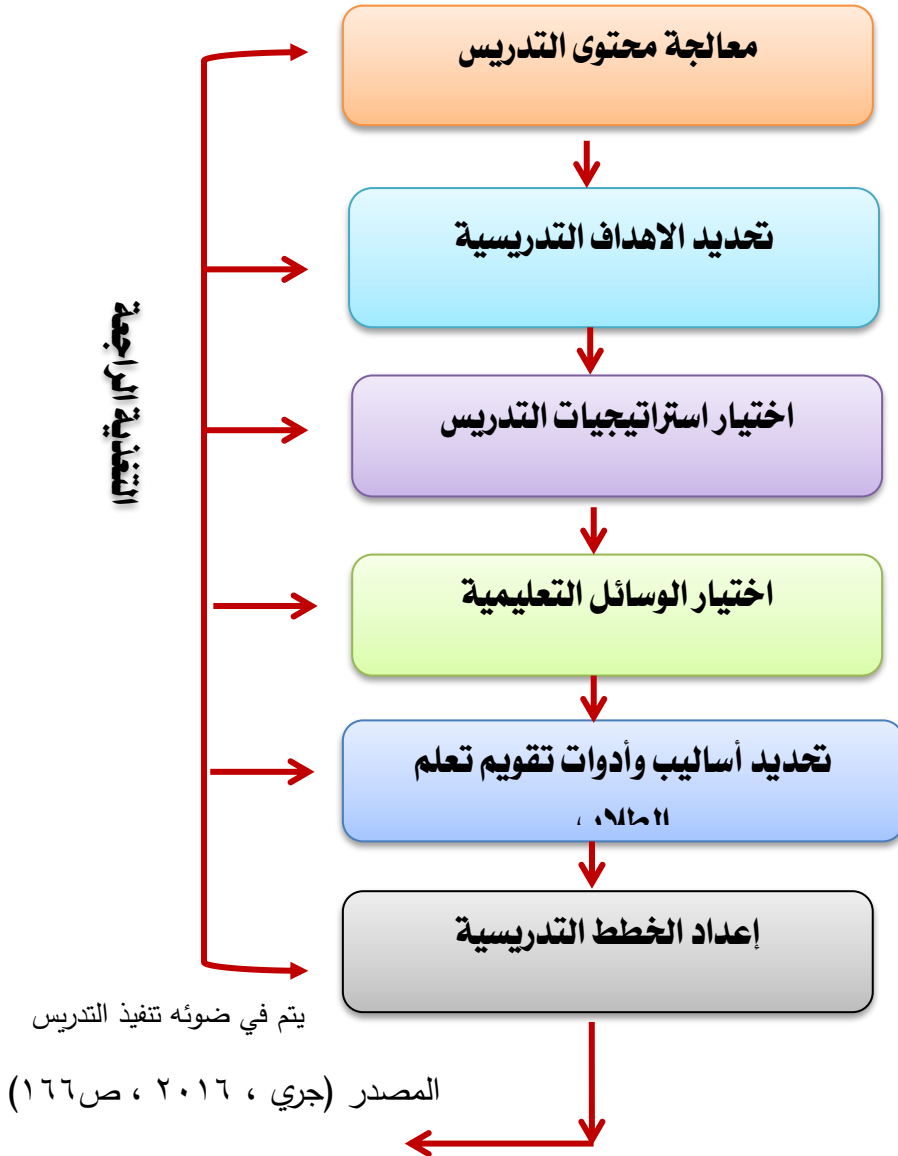 معالجة محتوى التدريس
تحديد الاهداف التدريسية
اختيار استراتيجيات التدريس
اختيار الوسائل التعليمية
تحديد أساليب وأدوات تقويم تعلم
إعداد الخطط التدريسية
التغذية الراجعة
يتم في ضوئه تنفيذ التدريس
المصدر (جري ، ٢٠١٦ ، ص١٦٦)